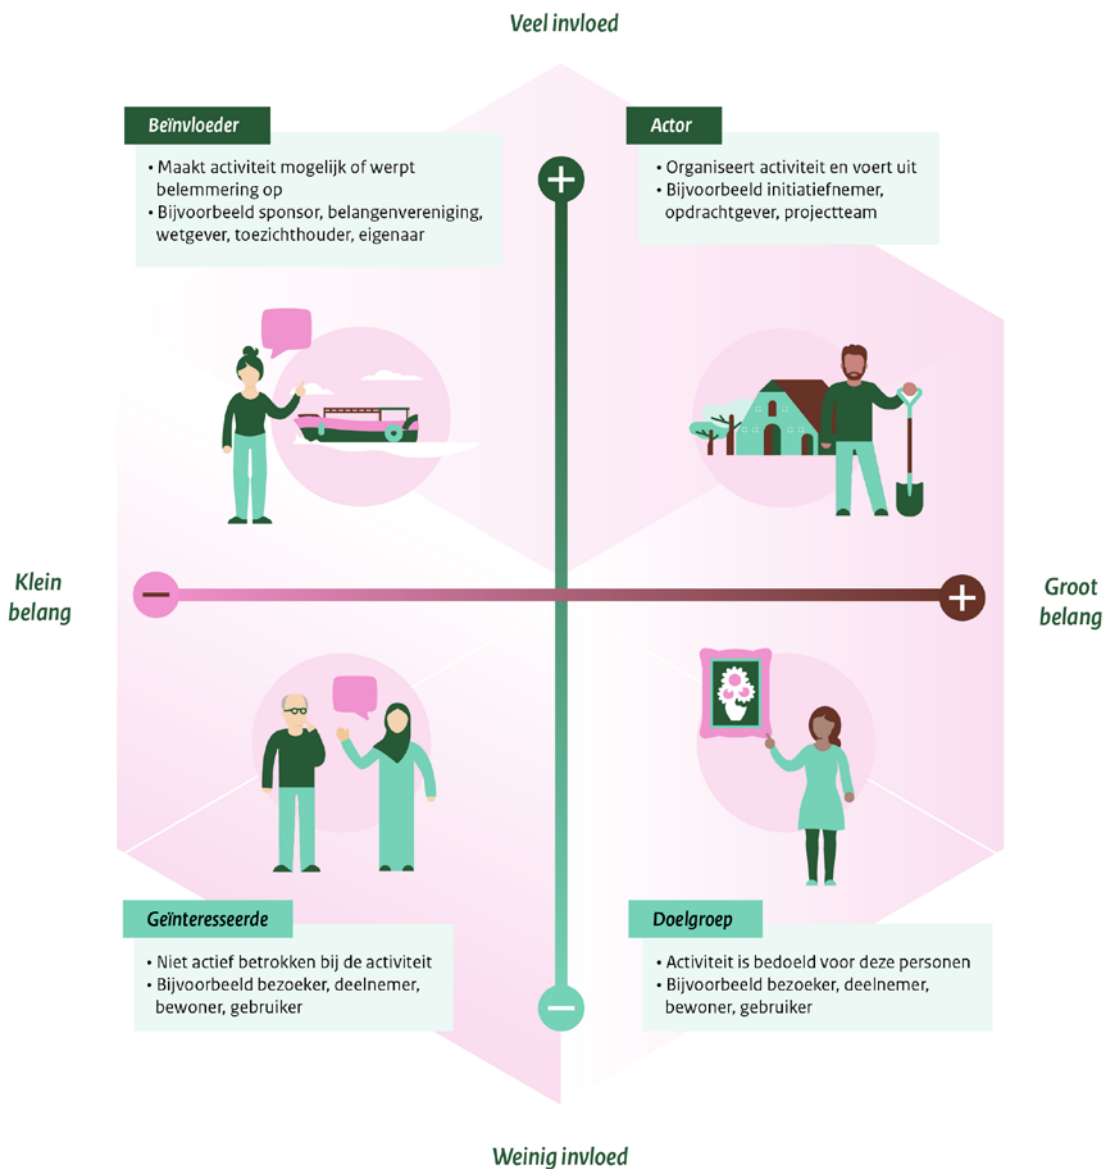 Veel invloed
Beïnvloeder
• Maakt activiteit mogelijk of werpt
belemmering op
• Bijvoorbeeld sponsor, belangenvereniging,
wetgever, toezichthouder, eigenaar
Actor
• Organiseert activiteit en voert uit
• Bijvoorbeeld initiatiefnemer,
opdrachtgever, projectteam
Klein
belang
Groot
belang
Geïnteresseerde
• Niet actief betrokken bij de activiteit
• Bijvoorbeeld bezoeker, deelnemer,
bewoner, gebruiker
Doelgroep
• Activiteit is bedoeld voor deze personen
• Bijvoorbeeld bezoeker, deelnemer,
bewoner, gebruiker
Weinig invloed